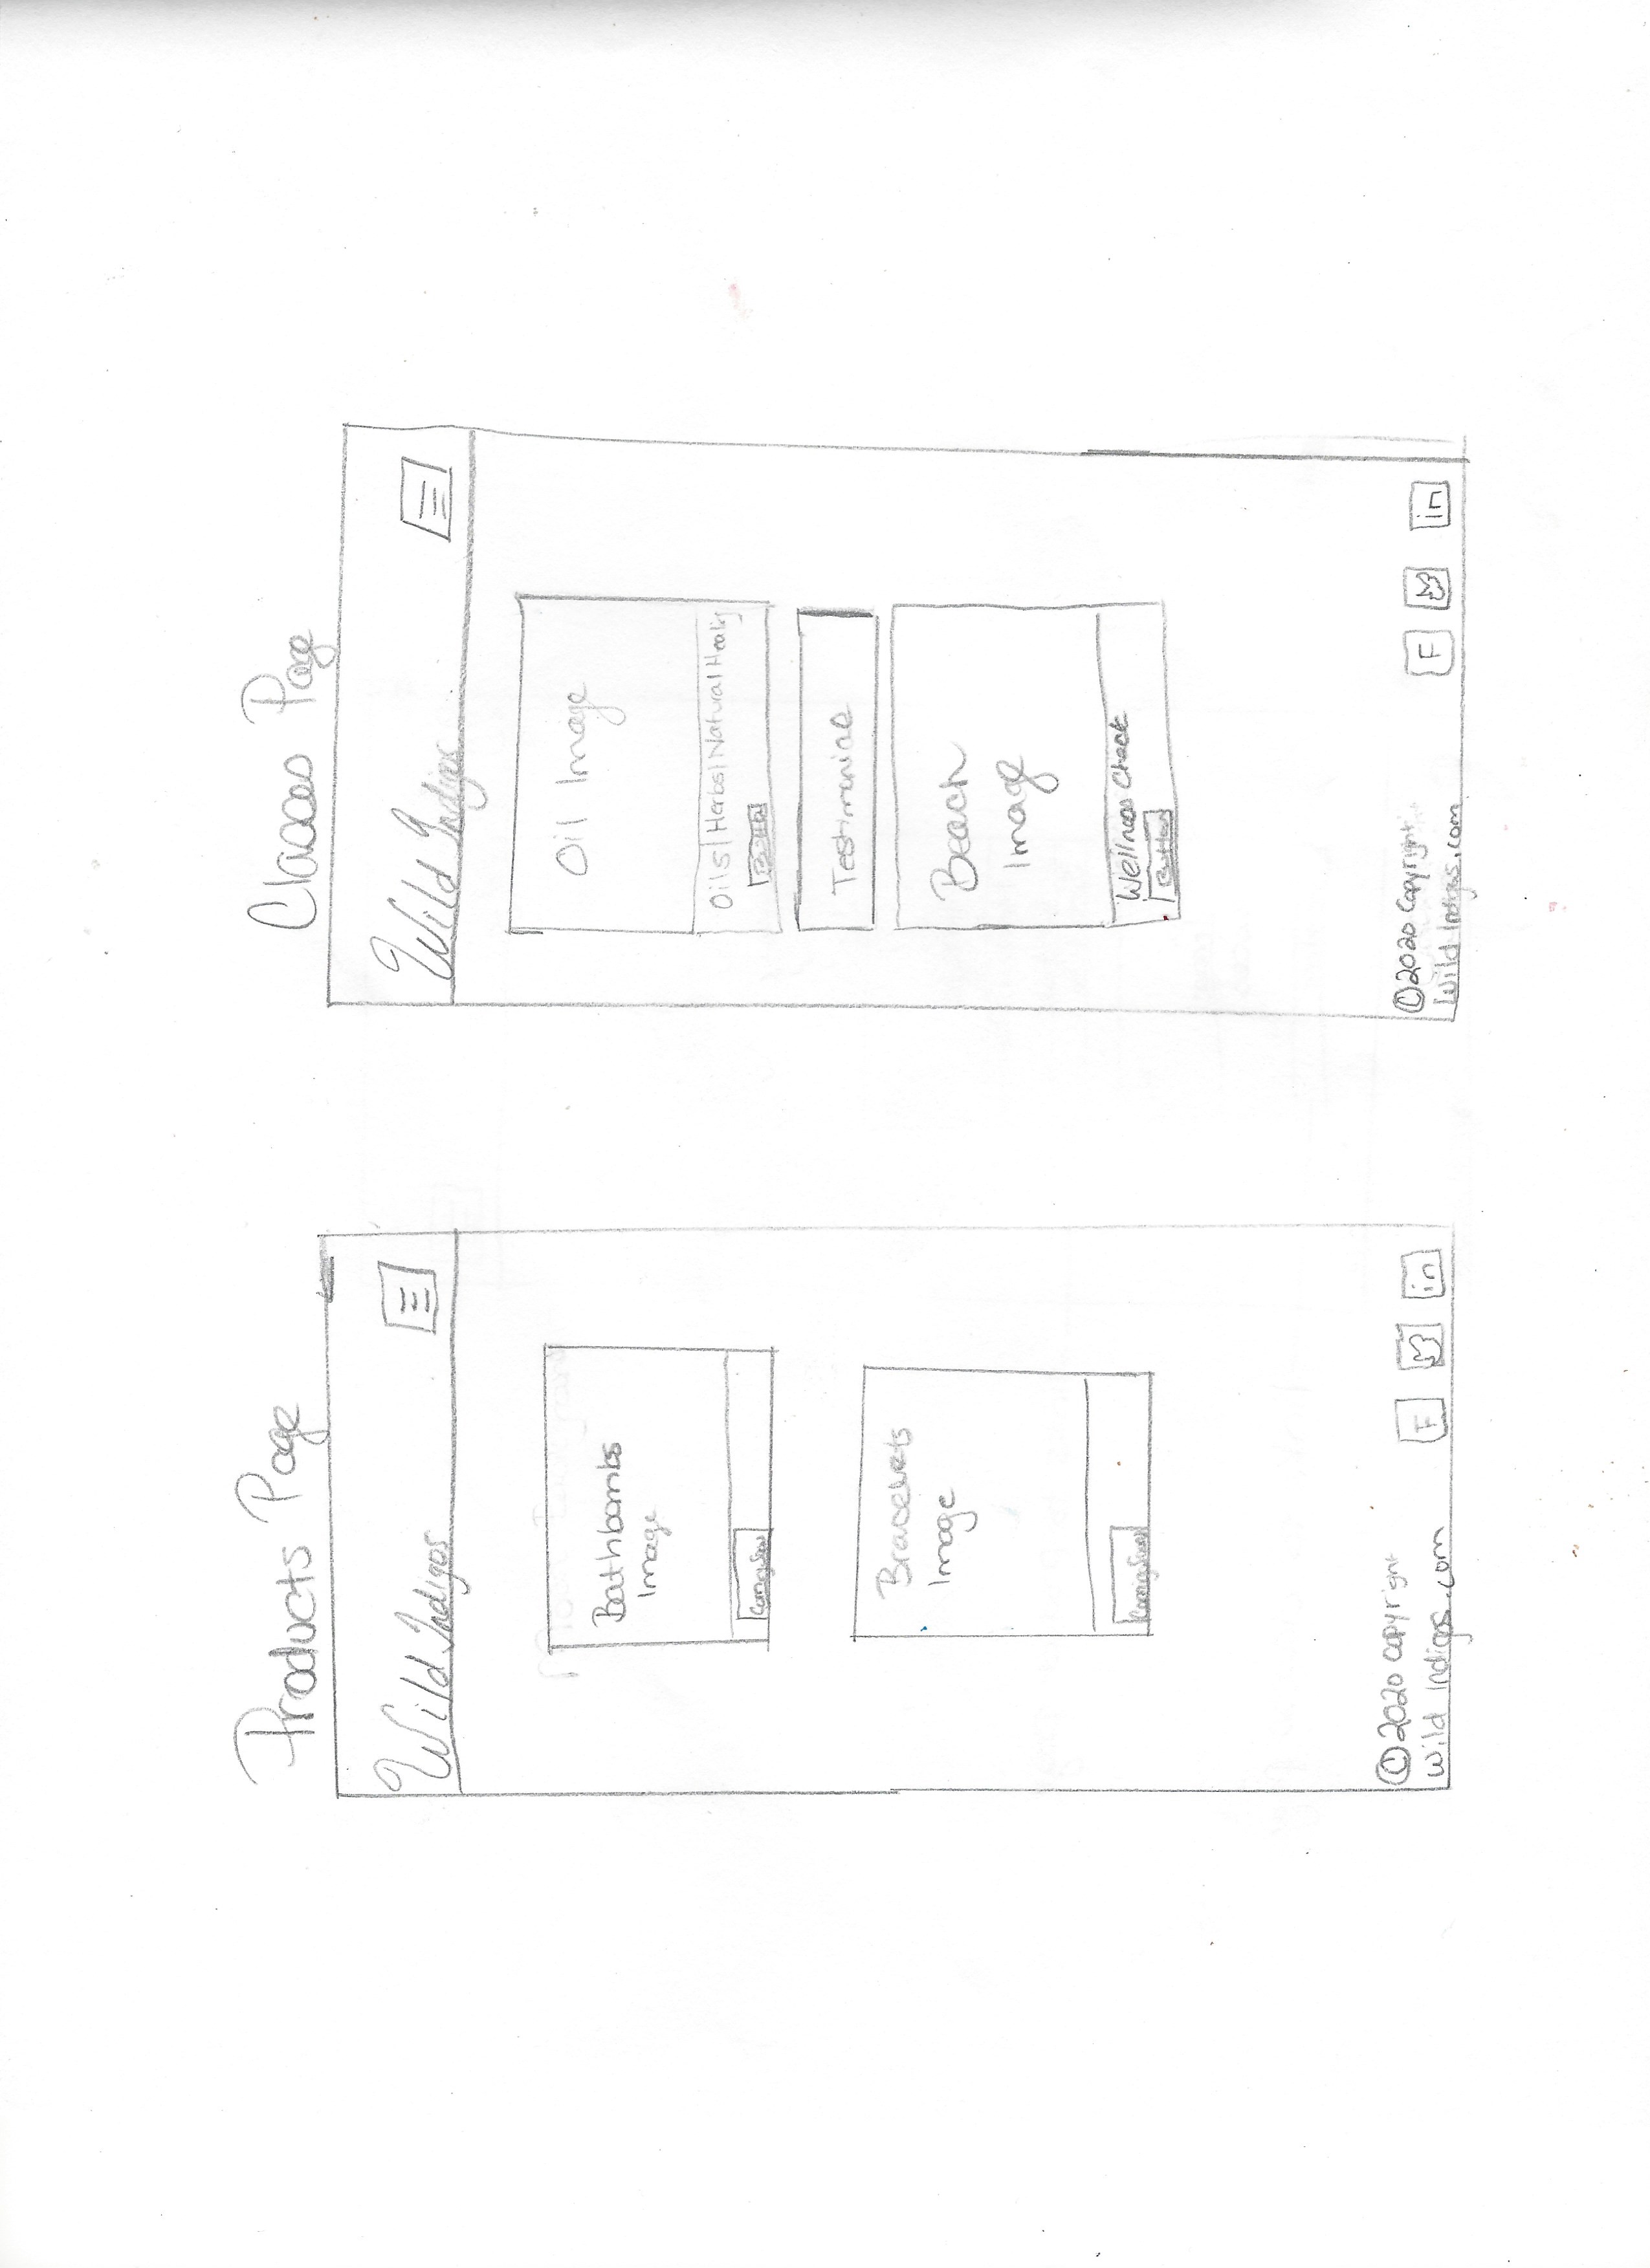 Products Page
Wild Indigos
Bathbombs
Image
Coming Soon
Bracelets
Image
Coming Soon
© 2020 Copyright
Wild Indigos.com
F
in
Classes Page
Wild Indigos
Oil Image
Oils|Herbs|Natural Healing
Button
Testimonial
Beach
Image
Wellness Check
Button
© 2020 Copyright
Wild Indigos.com
F
in